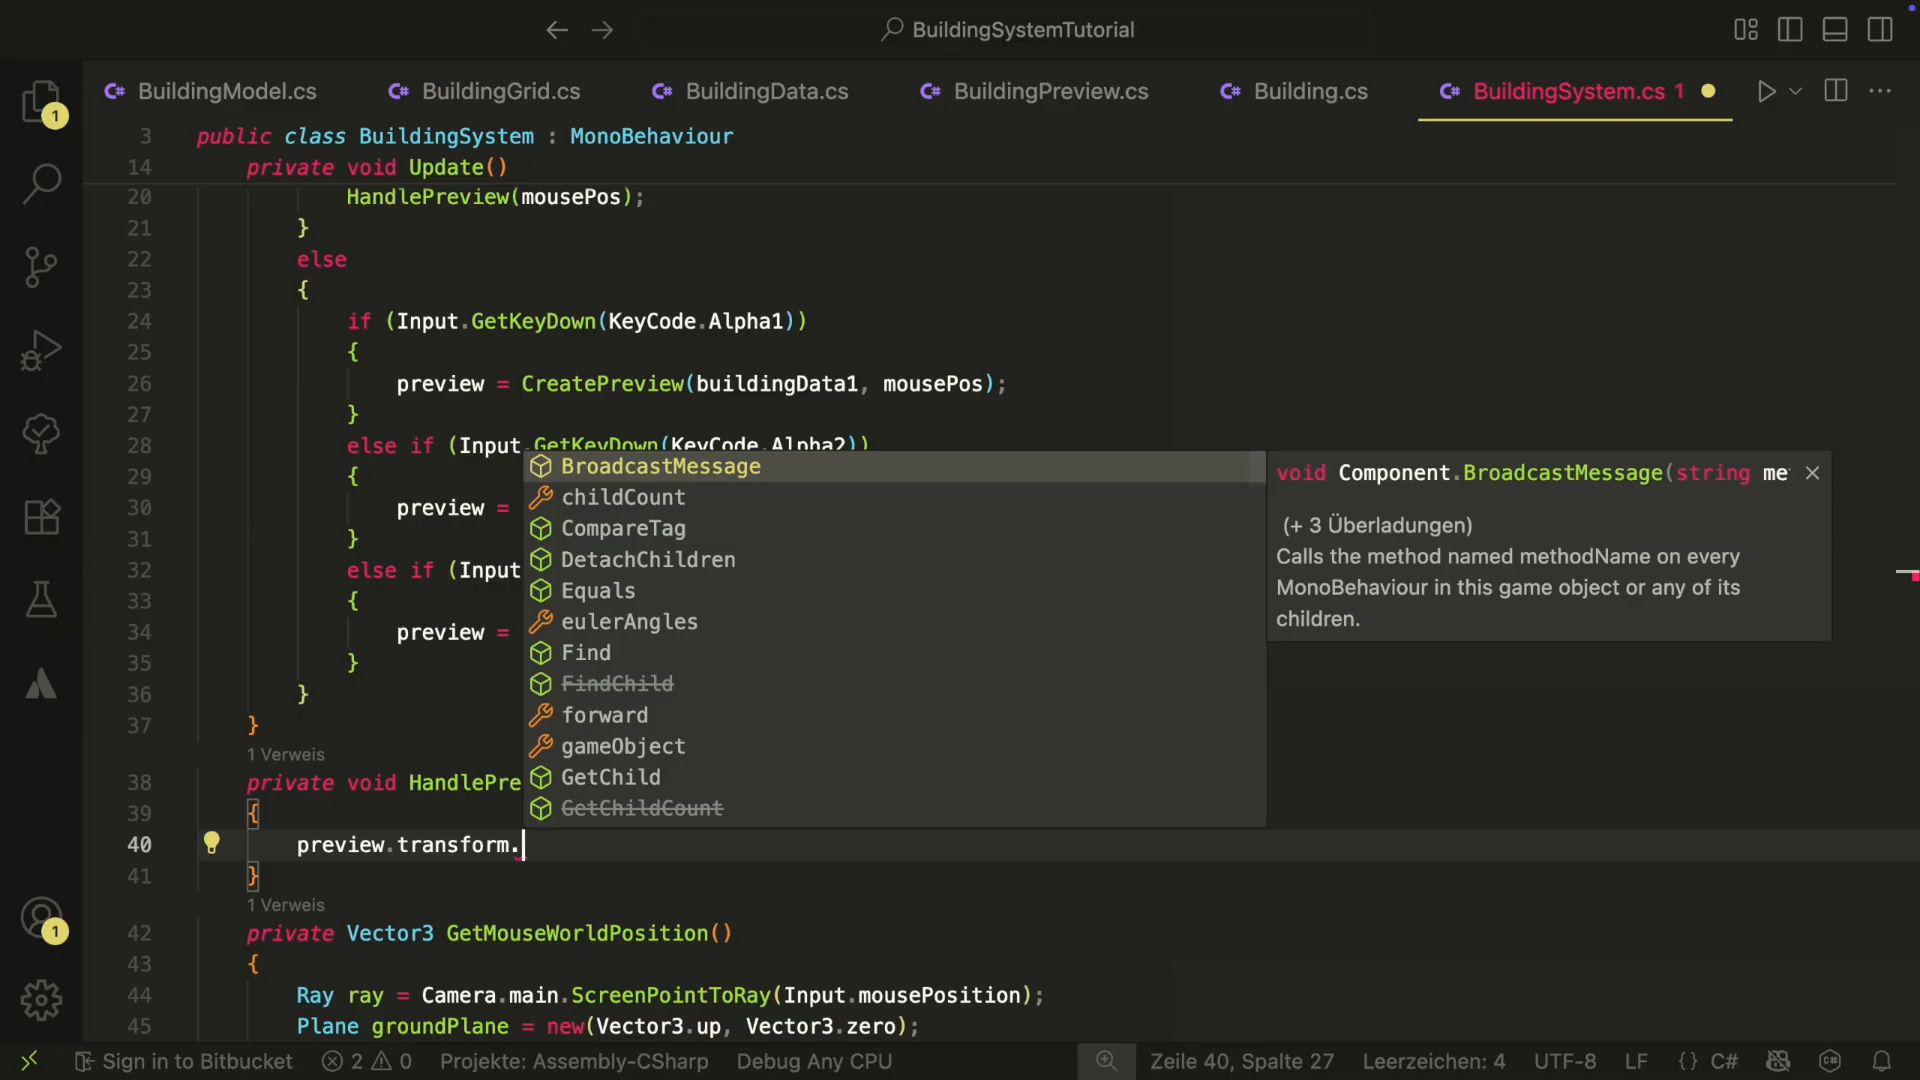 BuildingSystemTutorial
BuildingModel.cs BuildingGrid.cs BuildingData.cs BuildingPreview.cs Building.cs BuildingSystem.cs 1
1
3 public class BuildingSystem : MonoBehaviour
14 private void Update()
20 HandlePreview(mousePos);
21 }
22 else
23 {
24 if (Input.GetKeyDown(KeyCode.Alpha1))
25 {
26 preview = CreatePreview(buildingData1, mousePos);
27 }
28 else if (Input.GetKeyDown(KeyCode.Alpha2))
29 {
30 preview =
31 }
32 else if (Input
33 {
34 preview =
35 }
36 }
37 }
1 Verweis
38 private void HandlePre
39 {
40 preview.transform.
41 }
1 Verweis
42 private Vector3 GetMouseWorldPosition()
43 {
44 Ray ray = Camera.main.ScreenPointToRay(Input.mousePosition);
45 Plane groundPlane = new(Vector3.up, Vector3.zero);
BroadcastMessage
childCount
CompareTag
DetachChildren
Equals
eulerAngles
Find
FindChild
forward
gameObject
GetChild
GetChildCount
void Component.BroadcastMessage(string me
(+ 3 Überladungen)
Calls the method named methodName on every
MonoBehaviour in this game object or any of its
children.
1
Sign in to Bitbucket 2 0 Projekte: Assembly-CSharp Debug Any CPU Zeile 40, Spalte 27 Leerzeichen: 4 UTF-8 LF {} C#